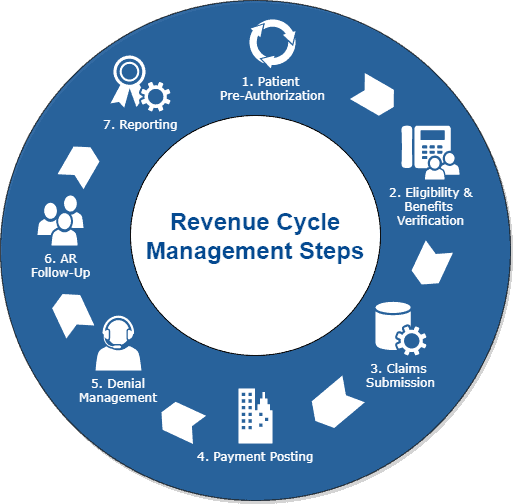 Revenue Cycle
Management Steps
1. Patient
Pre-Authorization
2. Eligibility &
Benefits
Verification
3. Claims
Submission
4. Payment Posting
5. Denial
Management
6. AR
Follow-Up
7. Reporting